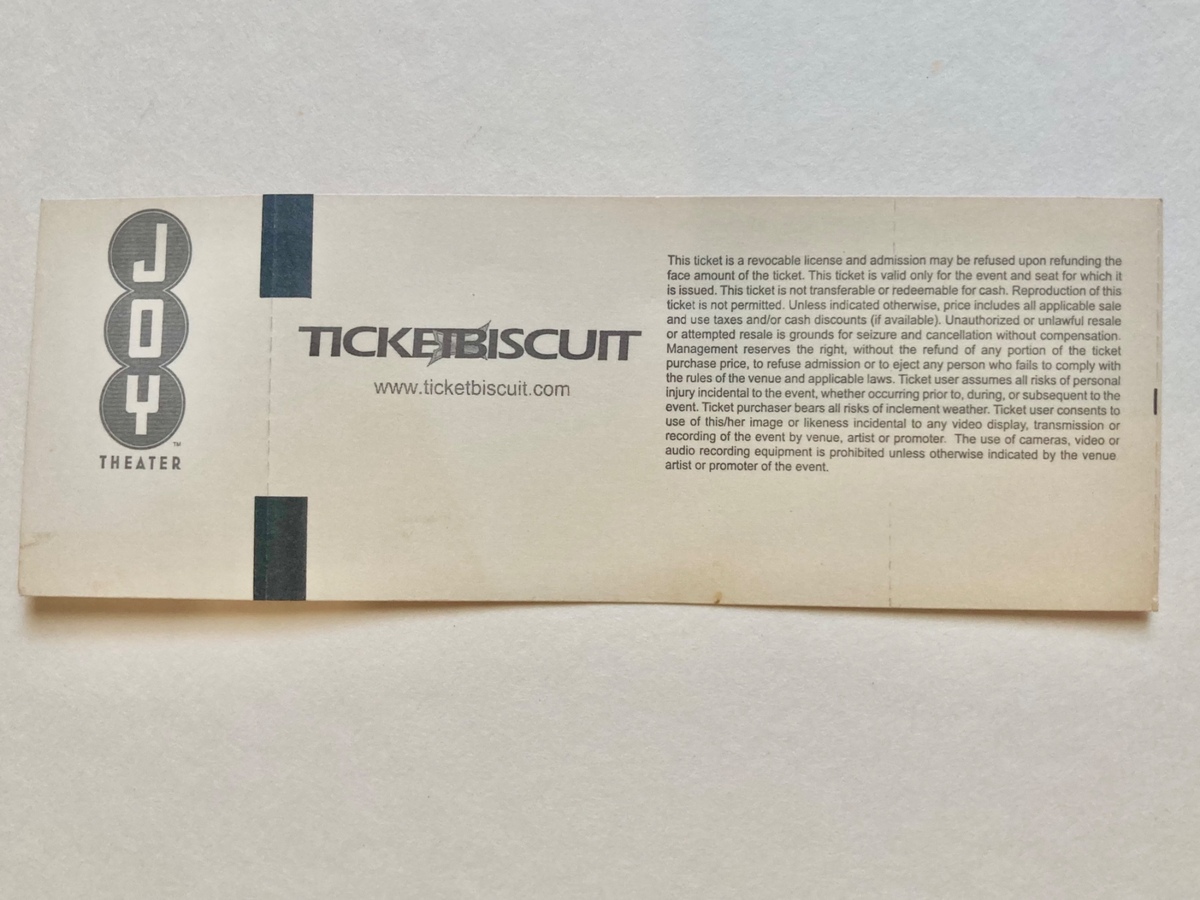 JOY
™
THEATER
TICKETBISCUIT
www.ticketbiscuit.com
This ticket is a revocable license and admission may be refused upon refunding the
face amount of the ticket. This ticket is valid only for the event and seat for which it
is issued. This ticket is not transferable or redeemable for cash. Reproduction of this
ticket is not permitted. Unless indicated otherwise, price includes all applicable sale
and use taxes and/or cash discounts (if available). Unauthorized or unlawful resale
or attempted resale is grounds for seizure and cancellation without compensation.
Management reserves the right, without the refund of any portion of the ticket
purchase price, to refuse admission or to eject any person who fails to comply with
the rules of the venue and applicable laws. Ticket user assumes all risks of personal
injury incidental to the event, whether occurring prior to, during, or subsequent to the
event. Ticket purchaser bears all risks of inclement weather. Ticket user consents to
use of this/her image or likeness incidental to any video display, transmission or
recording of the event by venue, artist or promoter. The use of cameras, video or
audio recording equipment is prohibited unless otherwise indicated by the venue
artist or promoter of the event.